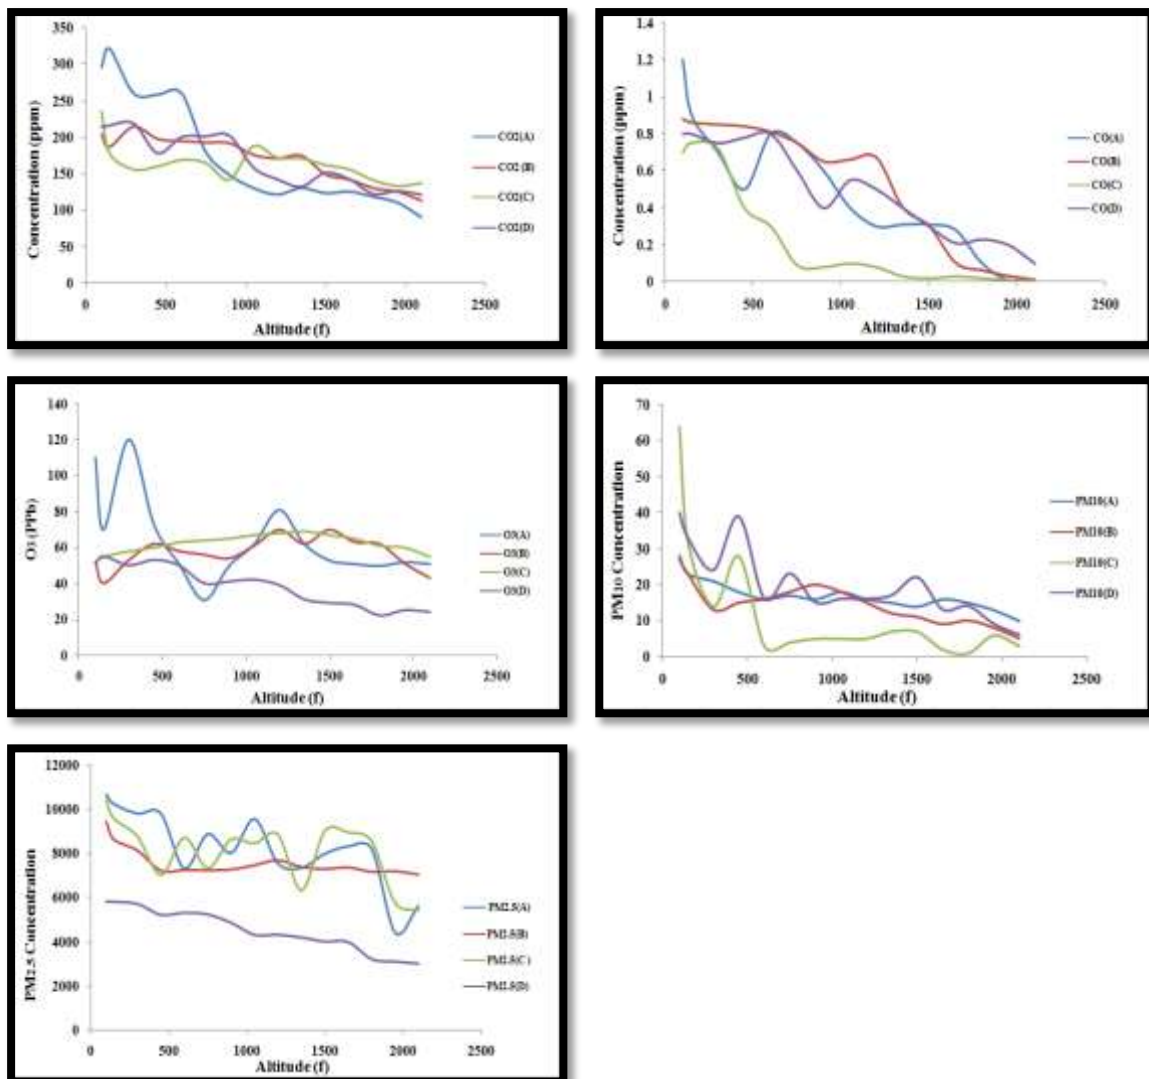 350
300
250
200
150
100
50
0
Concentration (ppm)
0 500 1000 1500 2000 2500
Altitude (f)
CO2(A)
CO2(B)
CO2(C)
CO2(D)
1.4
1.2
1
0.8
0.6
0.4
0.2
0
Concentration (ppm)
0 500 1000 1500 2000 2500
Altitude (f)
CO(A)
CO(B)
CO(C)
CO(D)
140
120
100
80
60
40
20
0
O3 (PPb)
0 500 1000 1500 2000 2500
Altitude (f)
O3(A)
O3(B)
O3(C)
O3(D)
70
60
50
40
30
20
10
0
PM10 Concentration
0 500 1000 1500 2000 2500
Altitude (f)
PM10(A)
PM10(B)
PM10(C)
PM10(D)
12000
10000
8000
6000
4000
2000
0
PM2.5 Concentration
0 500 1000 1500 2000 2500
Altitude (f)
PM2.5(A)
PM2.5(B)
PM2.5(C)
PM2.5(D)